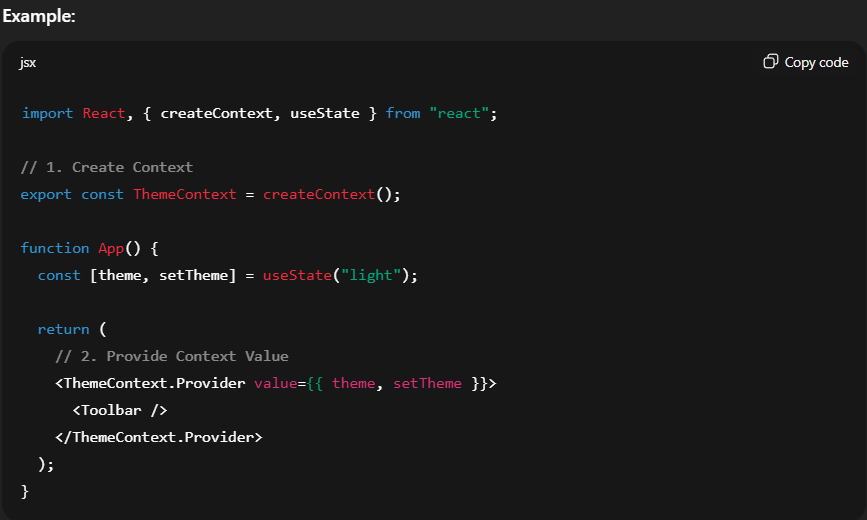 Example:
jsx
Copy code
import React, { createContext, useState } from "react";
// 1. Create Context
export const ThemeContext = createContext();
function App() {
  const [theme, setTheme] = useState("light");
  return (
    // 2. Provide Context Value
    <ThemeContext.Provider value={{ theme, setTheme }}>
      <Toolbar />
    </ThemeContext.Provider>
  );
}